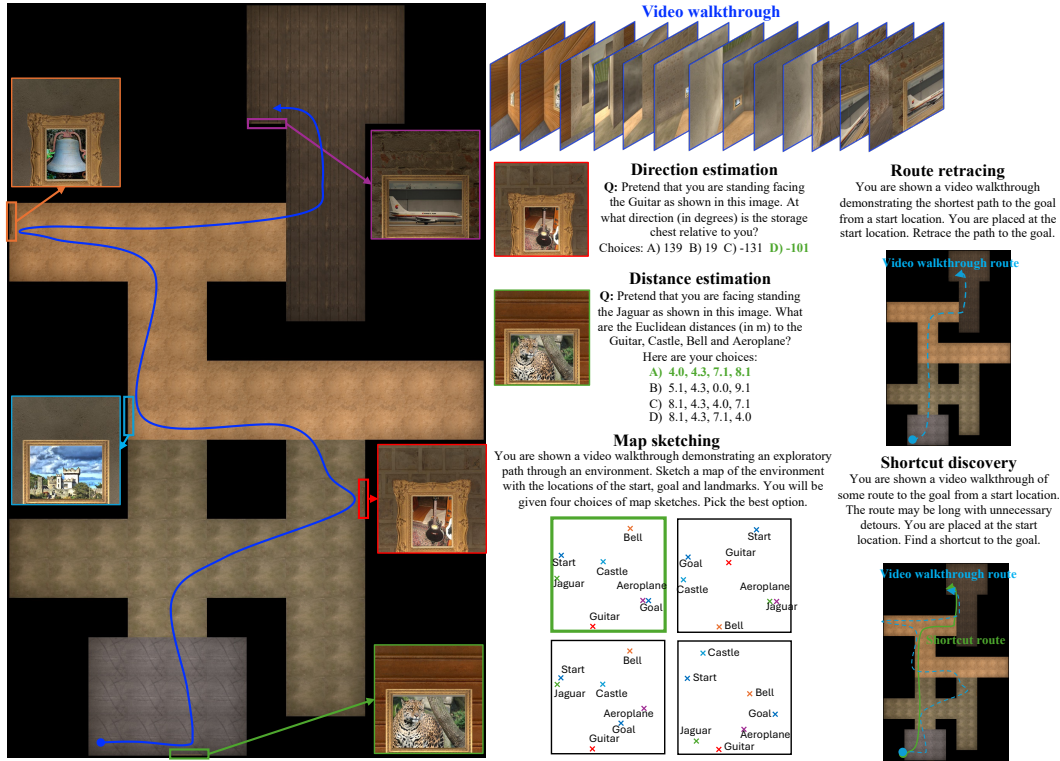 Video walkthrough
Direction estimation
Q: Pretend that you are standing facing
the Guitar as shown in this image. At
what direction (in degrees) is the storage
chest relative to you?
Choices: A) 139 B) 19 C) -131 D) -101
Distance estimation
Q: Pretend that you are facing standing
the Jaguar as shown in this image. What
are the Euclidean distances (in m) to the
Guitar, Castle, Bell and Aeroplane?
Here are your choices:
A) 4.0, 4.3, 7.1, 8.1
B) 5.1, 4.3, 0.0, 9.1
C) 8.1, 4.3, 4.0, 7.1
D) 8.1, 4.3, 7.1, 4.0
Map sketching
You are shown a video walkthrough demonstrating an exploratory
path through an environment. Sketch a map of the environment
with the locations of the start, goal and landmarks. You will be
given four choices of map sketches. Pick the best option.
Bell
Start
Castle
Jaguar
Aeroplane
Goal
Guitar
Start
Guitar
Goal
Castle
Aeroplane
Jaguar
Bell
Bell
Start
Jaguar
Castle
Aeroplane
Goal
Guitar
Castle
Start
Bell
Goal
Jaguar
Aeroplane
Guitar
Route retracing
You are shown a video walkthrough
demonstrating the shortest path to the goal
from a start location. You are placed at the
start location. Retrace the path to the goal.
Video walkthrough route
Shortcut discovery
You are shown a video walkthrough of
some route to the goal from a start location.
The route may be long with unnecessary
detours. You are placed at the start
location. Find a shortcut to the goal.
Video walkthrough route
Shortcut route